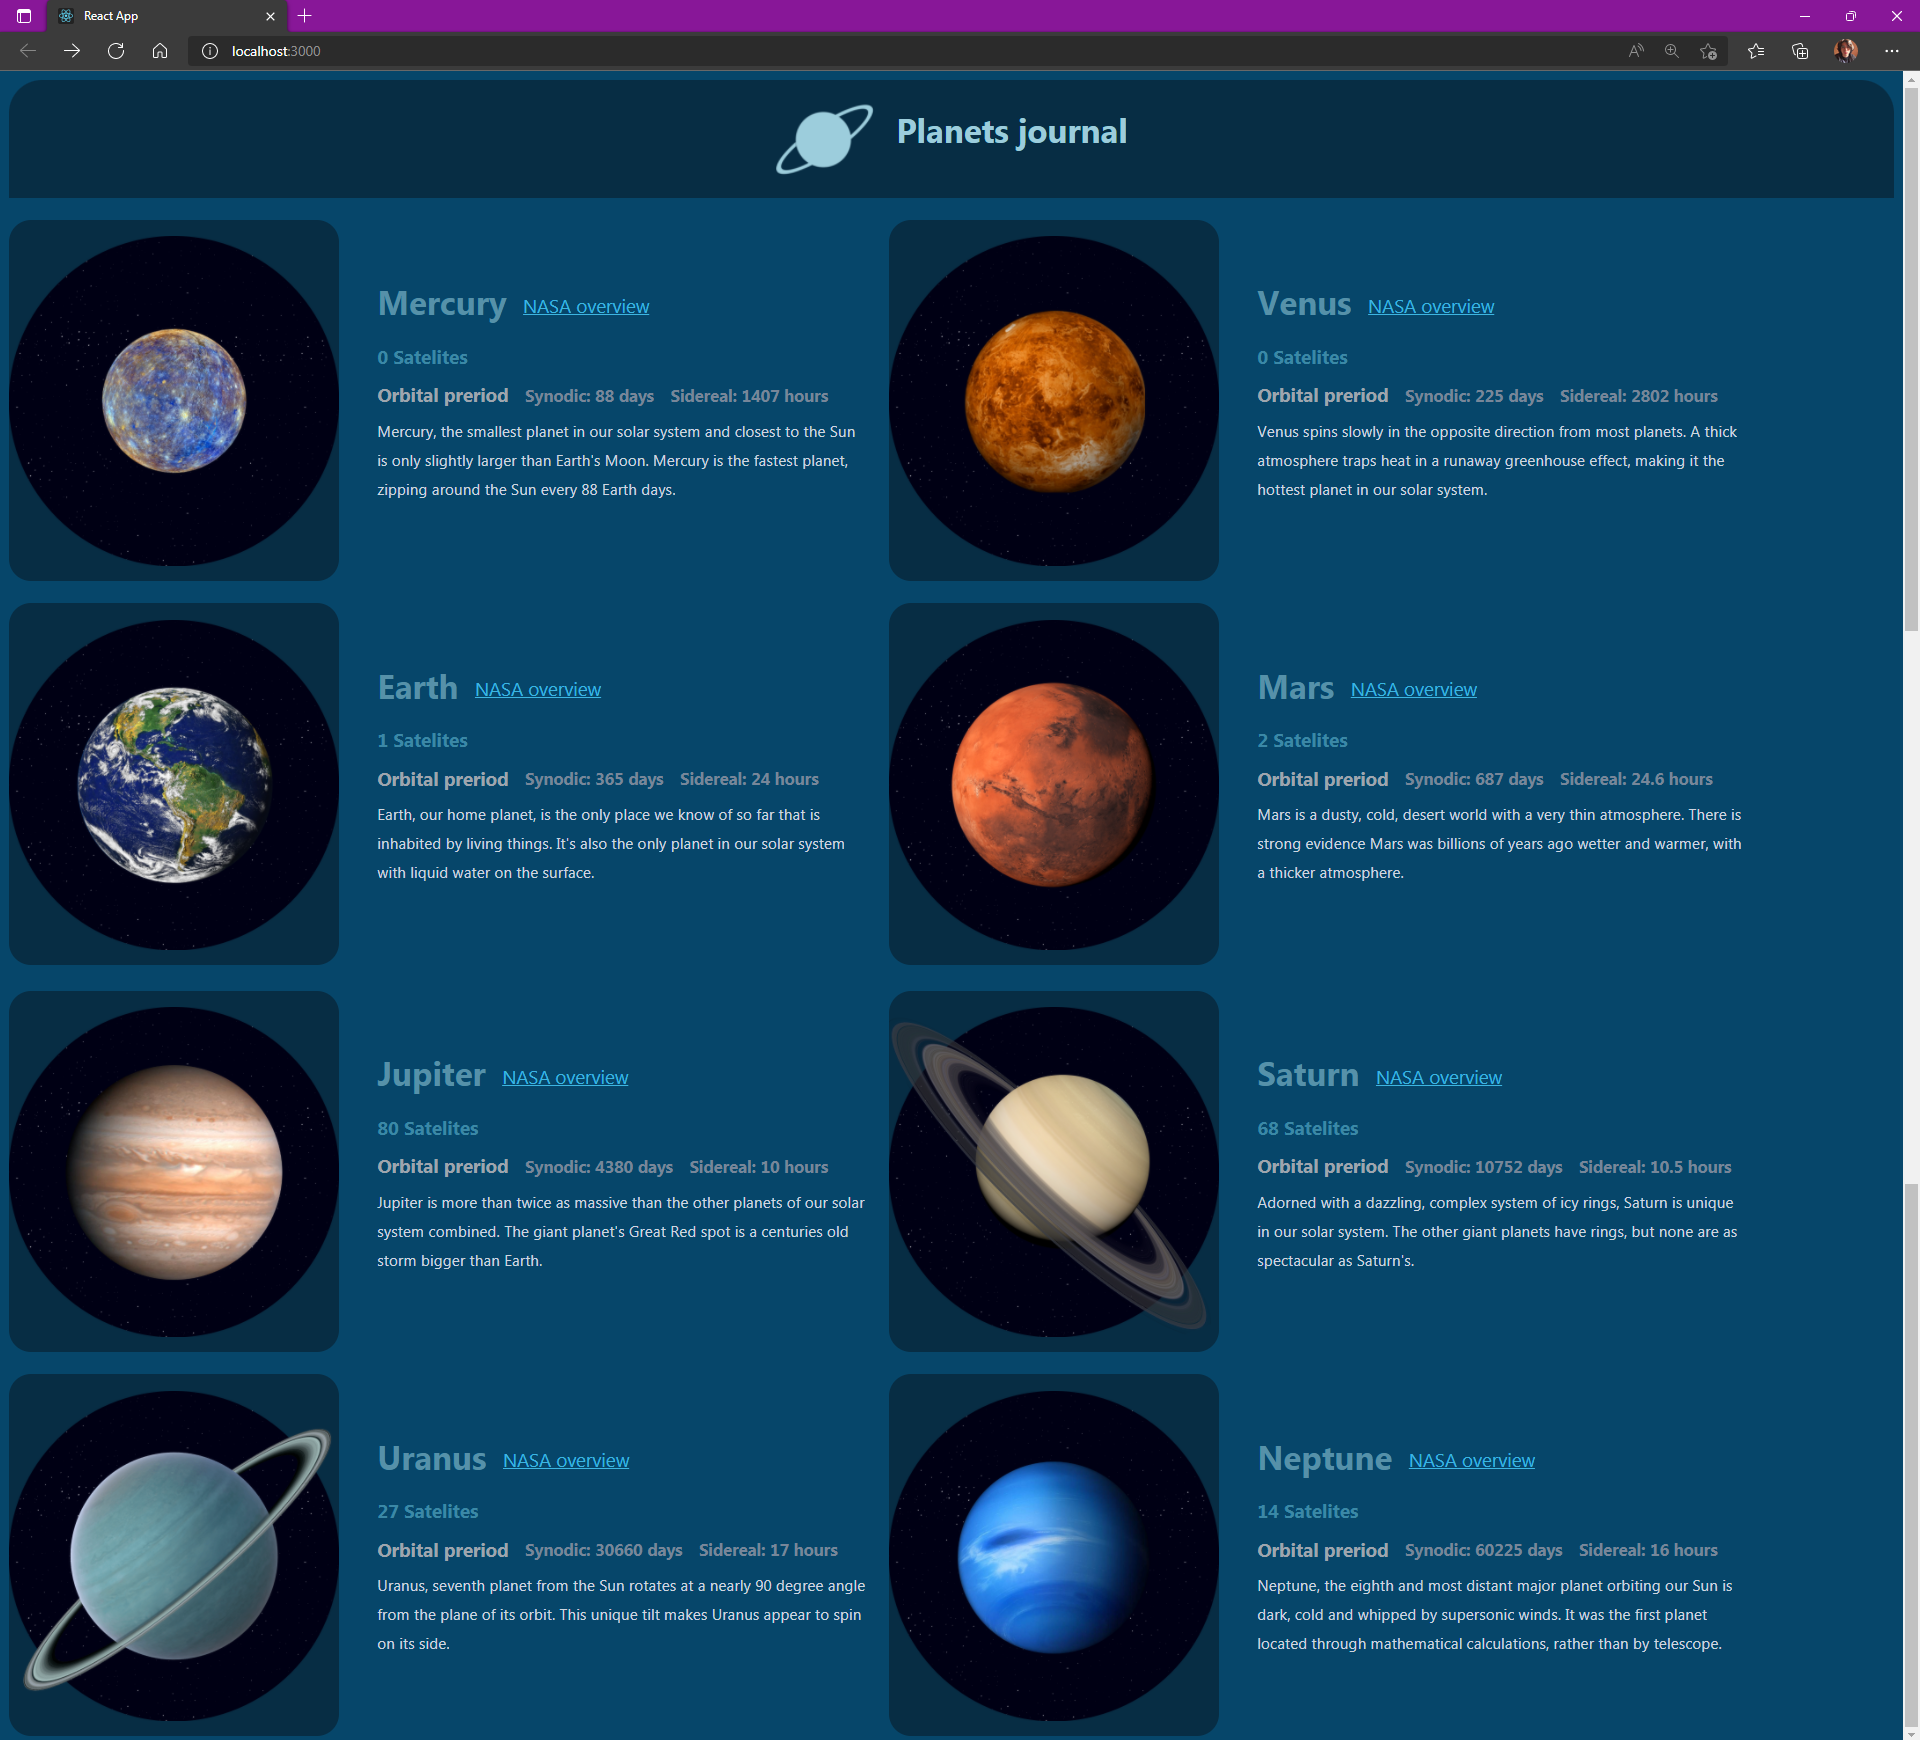 React App
localhost:3000
Planets journal
Mercury NASA overview
0 Satelites
Orbital preriod Synodic: 88 days Sidereal: 1407 hours
Mercury, the smallest planet in our solar system and closest to the Sun
is only slightly larger than Earth's Moon. Mercury is the fastest planet,
zipping around the Sun every 88 Earth days.
Venus NASA overview
0 Satelites
Orbital preriod Synodic: 225 days Sidereal: 2802 hours
Venus spins slowly in the opposite direction from most planets. A thick
atmosphere traps heat in a runaway greenhouse effect, making it the
hottest planet in our solar system.
Earth NASA overview
1 Satelites
Orbital preriod Synodic: 365 days Sidereal: 24 hours
Earth, our home planet, is the only place we know of so far that is
inhabited by living things. It's also the only planet in our solar system
with liquid water on the surface.
Mars NASA overview
2 Satelites
Orbital preriod Synodic: 687 days Sidereal: 24.6 hours
Mars is a dusty, cold, desert world with a very thin atmosphere. There is
strong evidence Mars was billions of years ago wetter and warmer, with
a thicker atmosphere.
Jupiter NASA overview
80 Satelites
Orbital preriod Synodic: 4380 days Sidereal: 10 hours
Jupiter is more than twice as massive than the other planets of our solar
system combined. The giant planet's Great Red spot is a centuries old
storm bigger than Earth.
Saturn NASA overview
68 Satelites
Orbital preriod Synodic: 10752 days Sidereal: 10.5 hours
Adorned with a dazzling, complex system of icy rings, Saturn is unique
in our solar system. The other giant planets have rings, but none are as
spectacular as Saturn's.
Uranus NASA overview
27 Satelites
Orbital preriod Synodic: 30660 days Sidereal: 17 hours
Uranus, seventh planet from the Sun rotates at a nearly 90 degree angle
from the plane of its orbit. This unique tilt makes Uranus appear to spin
on its side.
Neptune NASA overview
14 Satelites
Orbital preriod Synodic: 60225 days Sidereal: 16 hours
Neptune, the eighth and most distant major planet orbiting our Sun is
dark, cold and whipped by supersonic winds. It was the first planet
located through mathematical calculations, rather than by telescope.